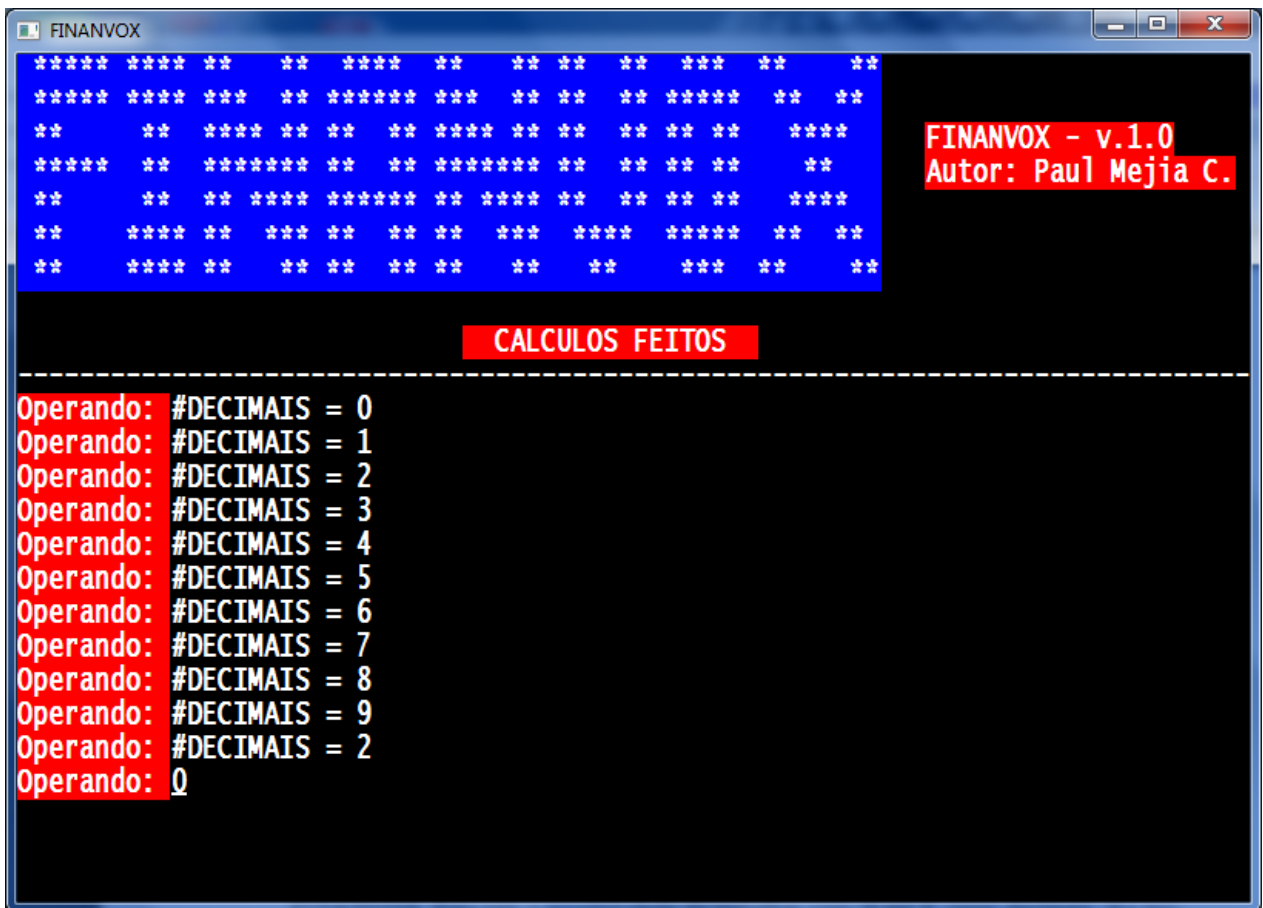 FINANVOX
FINANVOX
FINANVOX - v.1.0
Autor: Paul Mejia C.
CALCULOS FEITOS
--------------------------------------------------------------------------------
Operando: #DECIMAIS = 0
Operando: #DECIMAIS = 1
Operando: #DECIMAIS = 2
Operando: #DECIMAIS = 3
Operando: #DECIMAIS = 4
Operando: #DECIMAIS = 5
Operando: #DECIMAIS = 6
Operando: #DECIMAIS = 7
Operando: #DECIMAIS = 8
Operando: #DECIMAIS = 9
Operando: #DECIMAIS = 2
Operando: 0